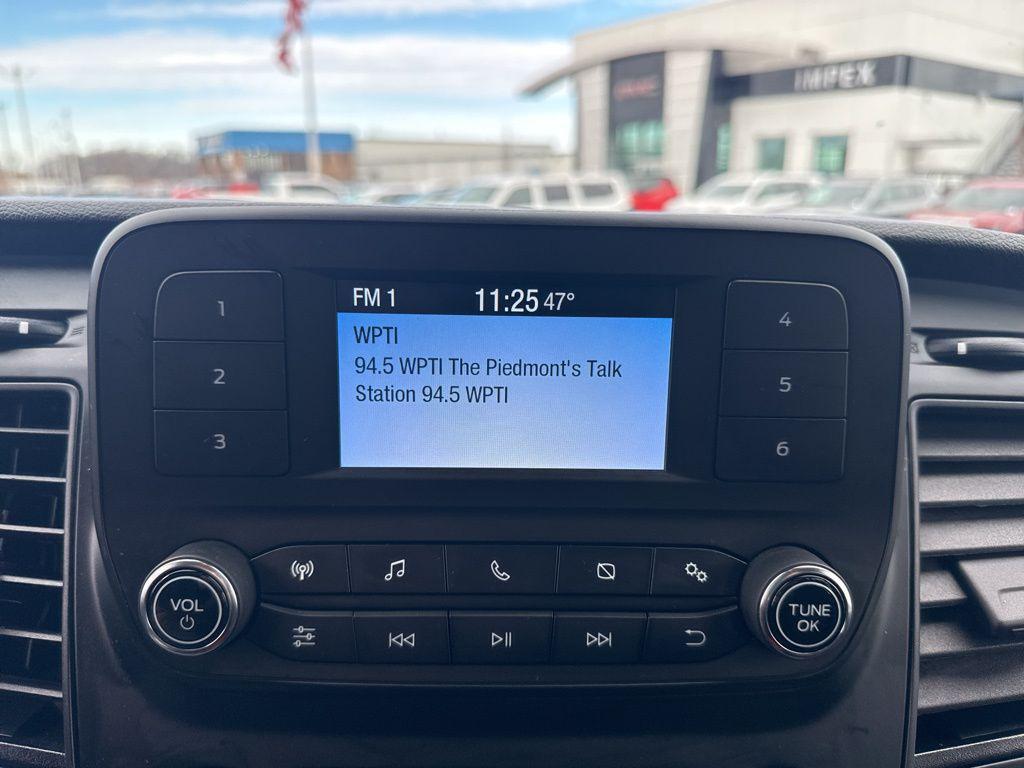 IMPEX
FM 1 11:25 47°
WPTI
94.5 WPTI The Piedmont's Talk
Station 94.5 WPTI
1
2
3
4
5
6
VOL
TUNE
OK